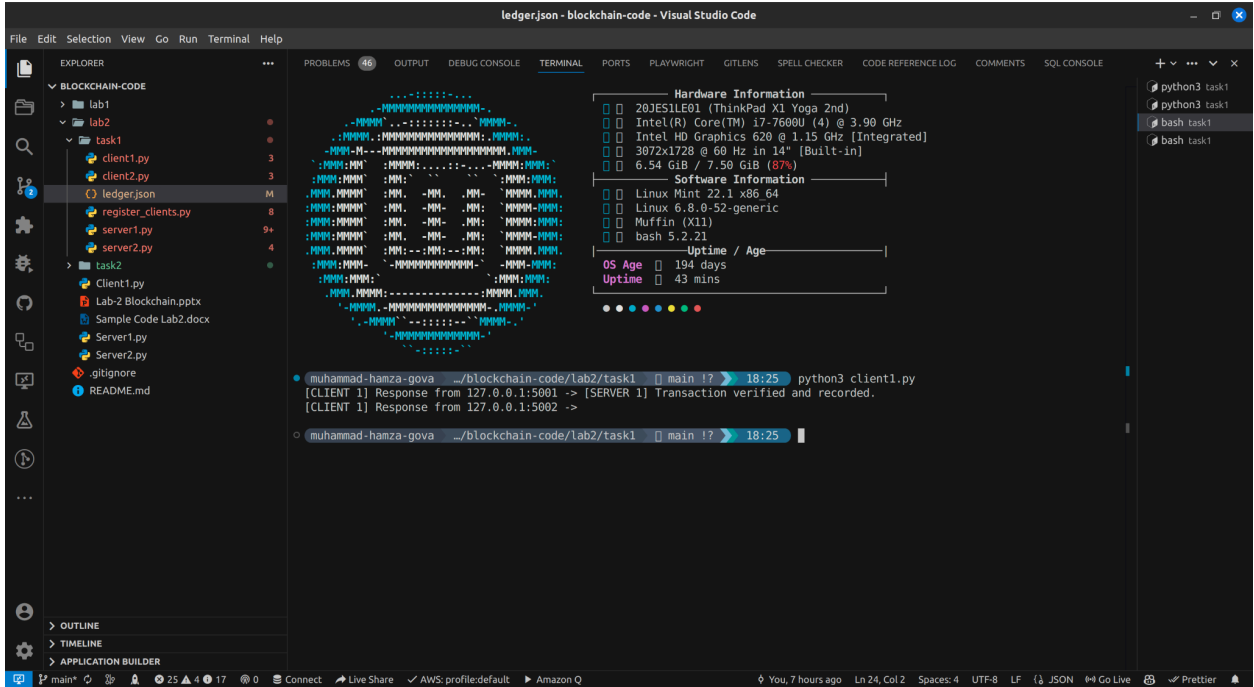 ledger.json - blockchain-code - Visual Studio Code
File Edit Selection View Go Run Terminal Help
EXPLORER
BLOCKCHAIN-CODE
lab1
lab2
task1
client1.py 3
client2.py 3
ledger.json M
register_clients.py 8
server1.py 9+
server2.py 4
task2
Client1.py
Lab-2 Blockchain.pptx
Sample Code Lab2.docx
Server1.py
Server2.py
.gitignore
README.md
OUTLINE
TIMELINE
APPLICATION BUILDER
2
PROBLEMS 46 OUTPUT DEBUG CONSOLE TERMINAL PORTS PLAYWRIGHT GITLENS SPELL CHECKER CODE REFERENCE LOG COMMENTS SQL CONSOLE
Hardware Information
20JES1LE01 (ThinkPad X1 Yoga 2nd)
Intel(R) Core(TM) i7-7600U (4) @ 3.90 GHz
Intel HD Graphics 620 @ 1.15 GHz [Integrated]
3072x1728 @ 60 Hz in 14" [Built-in]
6.54 GiB / 7.50 GiB (87%)
Software Information
Linux Mint 22.1 x86_64
Linux 6.8.0-52-generic
Muffin (X11)
bash 5.2.21
Uptime / Age
OS Age 194 days
Uptime 43 mins
muhammad-hamza-gova …/blockchain-code/lab2/task1 main !? 18:25 python3 client1.py
[CLIENT 1] Response from 127.0.0.1:5001 -> [SERVER 1] Transaction verified and recorded.
[CLIENT 1] Response from 127.0.0.1:5002 ->
muhammad-hamza-gova …/blockchain-code/lab2/task1 main !? 18:25
python3 task1
python3 task1
bash task1
bash task1
main* 25 4 17 0 Connect Live Share AWS: profile:default Amazon Q You, 7 hours ago Ln 24, Col 2 Spaces: 4 UTF-8 LF JSON Go Live Prettier